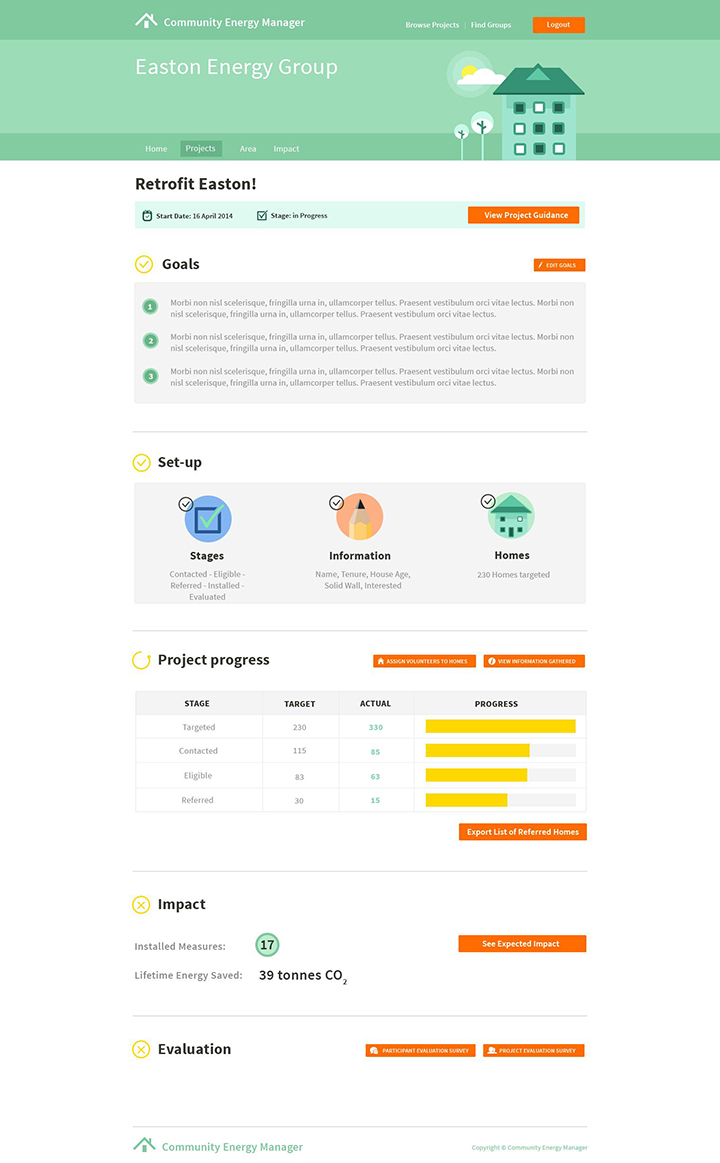 Community Energy Manager
Browse Projects | Find Groups
Logout
Easton Energy Group
Home Projects Area Impact
Retrofit Easton!
Start Date: 16 April 2014
Stage: in Progress
View Project Guidance
Goals
EDIT GOALS
1
Morbi non nisl scelerisque, fringilla urna in, ullamcorper tellus. Praesent vestibulum orci vitae lectus. Morbi non
nisl scelerisque, fringilla urna in, ullamcorper tellus. Praesent vestibulum orci vitae lectus.
2
Morbi non nisl scelerisque, fringilla urna in, ullamcorper tellus. Praesent vestibulum orci vitae lectus. Morbi non
nisl scelerisque, fringilla urna in, ullamcorper tellus. Praesent vestibulum orci vitae lectus.
3
Morbi non nisl scelerisque, fringilla urna in, ullamcorper tellus. Praesent vestibulum orci vitae lectus. Morbi non
nisl scelerisque, fringilla urna in, ullamcorper tellus. Praesent vestibulum orci vitae lectus.
Set-up
Stages
Contacted - Eligible -
Referred - Installed -
Evaluated
Information
Name, Tenure, House Age,
Solid Wall, Interested
Homes
230 Homes targeted
Project progress
ASSIGN VOLUNTEERS TO HOMES
VIEW INFORMATION GATHERED
STAGE TARGET ACTUAL PROGRESS
Targeted 230 330
Contacted 115 85
Eligible 83 63
Referred 30 15
Export List of Referred Homes
Impact
Installed Measures: 17
See Expected Impact
Lifetime Energy Saved: 39 tonnes CO2
Evaluation
PARTICIPANT EVALUATION SURVEY
PROJECT EVALUATION SURVEY
Community Energy Manager
Copyright © Community Energy Manager